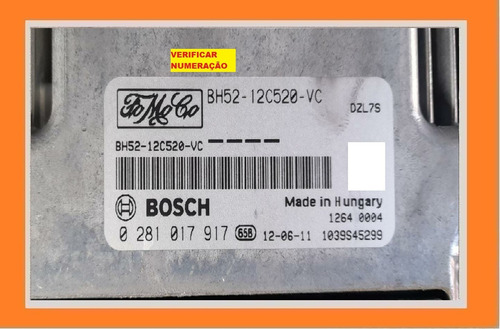 VERIFICAR
NUMERAÇÃO
FoMoCo
BH52-12C520-VC
DZL7S
BH52-12C520-VC ————
BOSCH
Made in Hungary
1264 0004
0 281 017 917 658 12-06-11 1039S45299